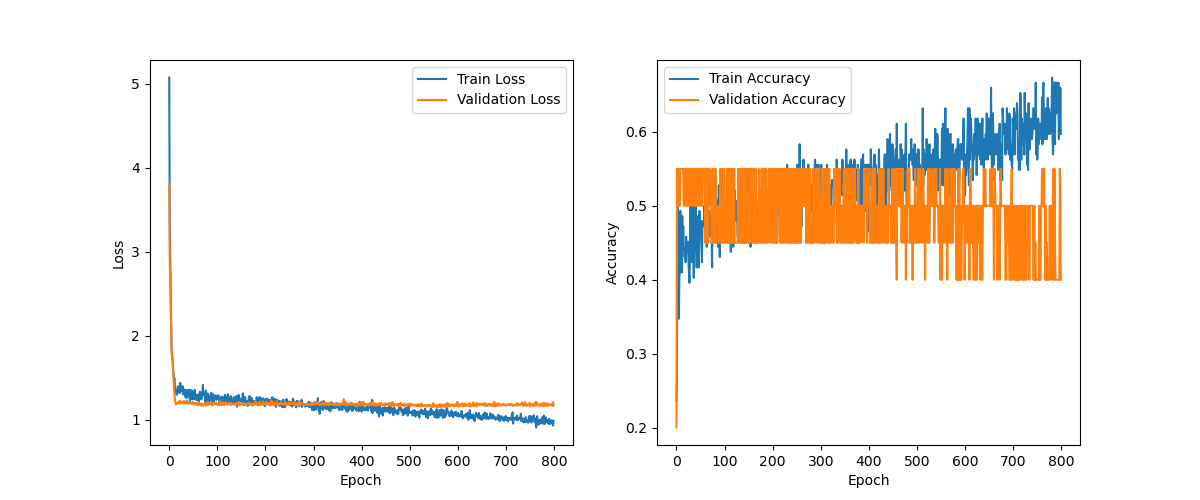 Train Loss
Validation Loss
5
4
3
2
1
0 100 200 300 400 500 600 700 800
Epoch
Loss
Train Accuracy
Validation Accuracy
0.6
0.5
0.4
0.3
0.2
0 100 200 300 400 500 600 700 800
Epoch
Accuracy